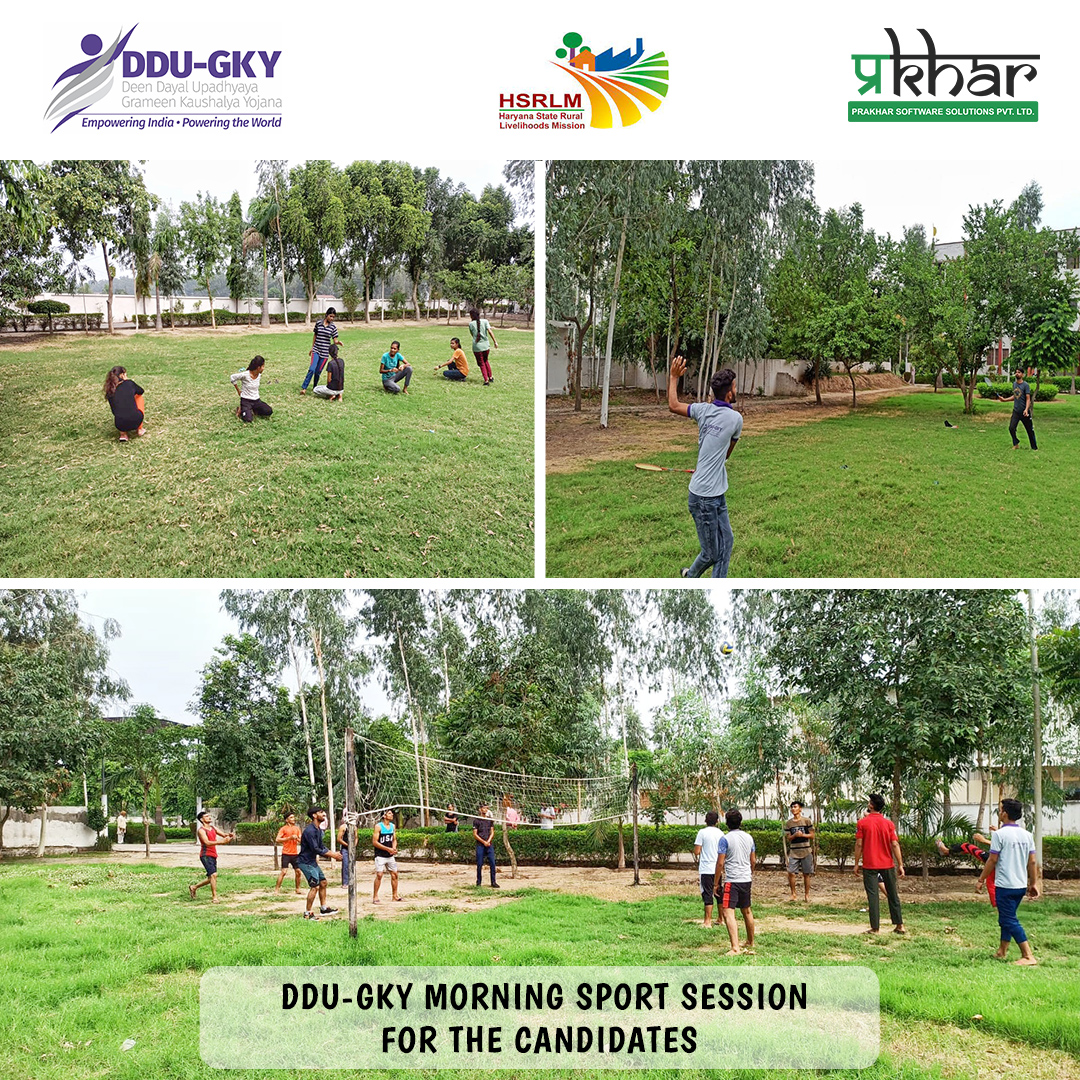 DDU-GKY
Deen Dayal Upadhyaya
Grameen Kaushalya Yojana
Empowering India • Powering the World
HSRLM
Haryana State Rural
Livelihoods Mission
प्रkhar
PRAKHAR SOFTWARE SOLUTIONS PVT. LTD.
USA
DDU-GKY MORNING SPORT SESSION
FOR THE CANDIDATES